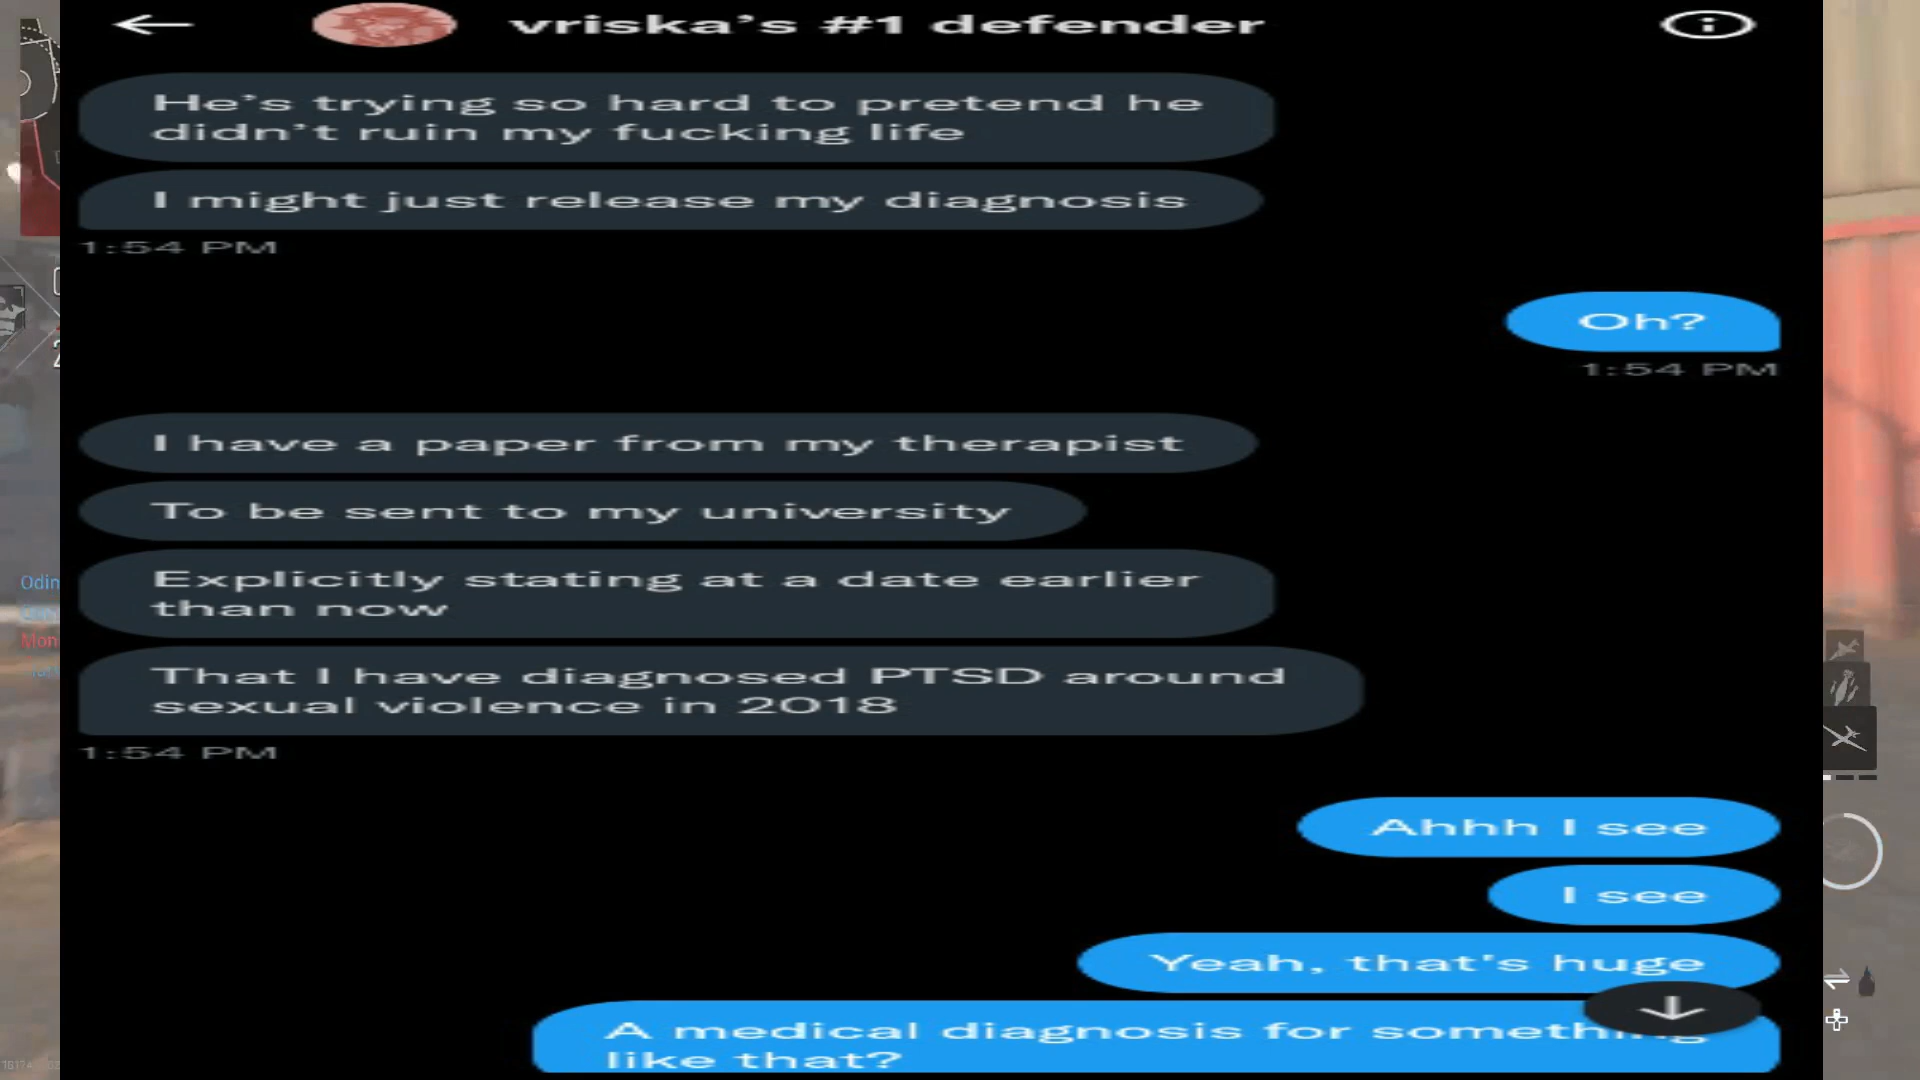 vriska's #1 defender
He's trying so hard to pretend he
didn't ruin my fucking life
I might just release my diagnosis
1:54 PM
Oh?
1:54 PM
I have a paper from my therapist
To be sent to my university
Explicitly stating at a date earlier
than now
That I have diagnosed PTSD around
sexual violence in 2018
1:54 PM
Odin
Mon
Ahhh I see
I see
Yeah, that's huge
A medical diagnosis for something
like that?